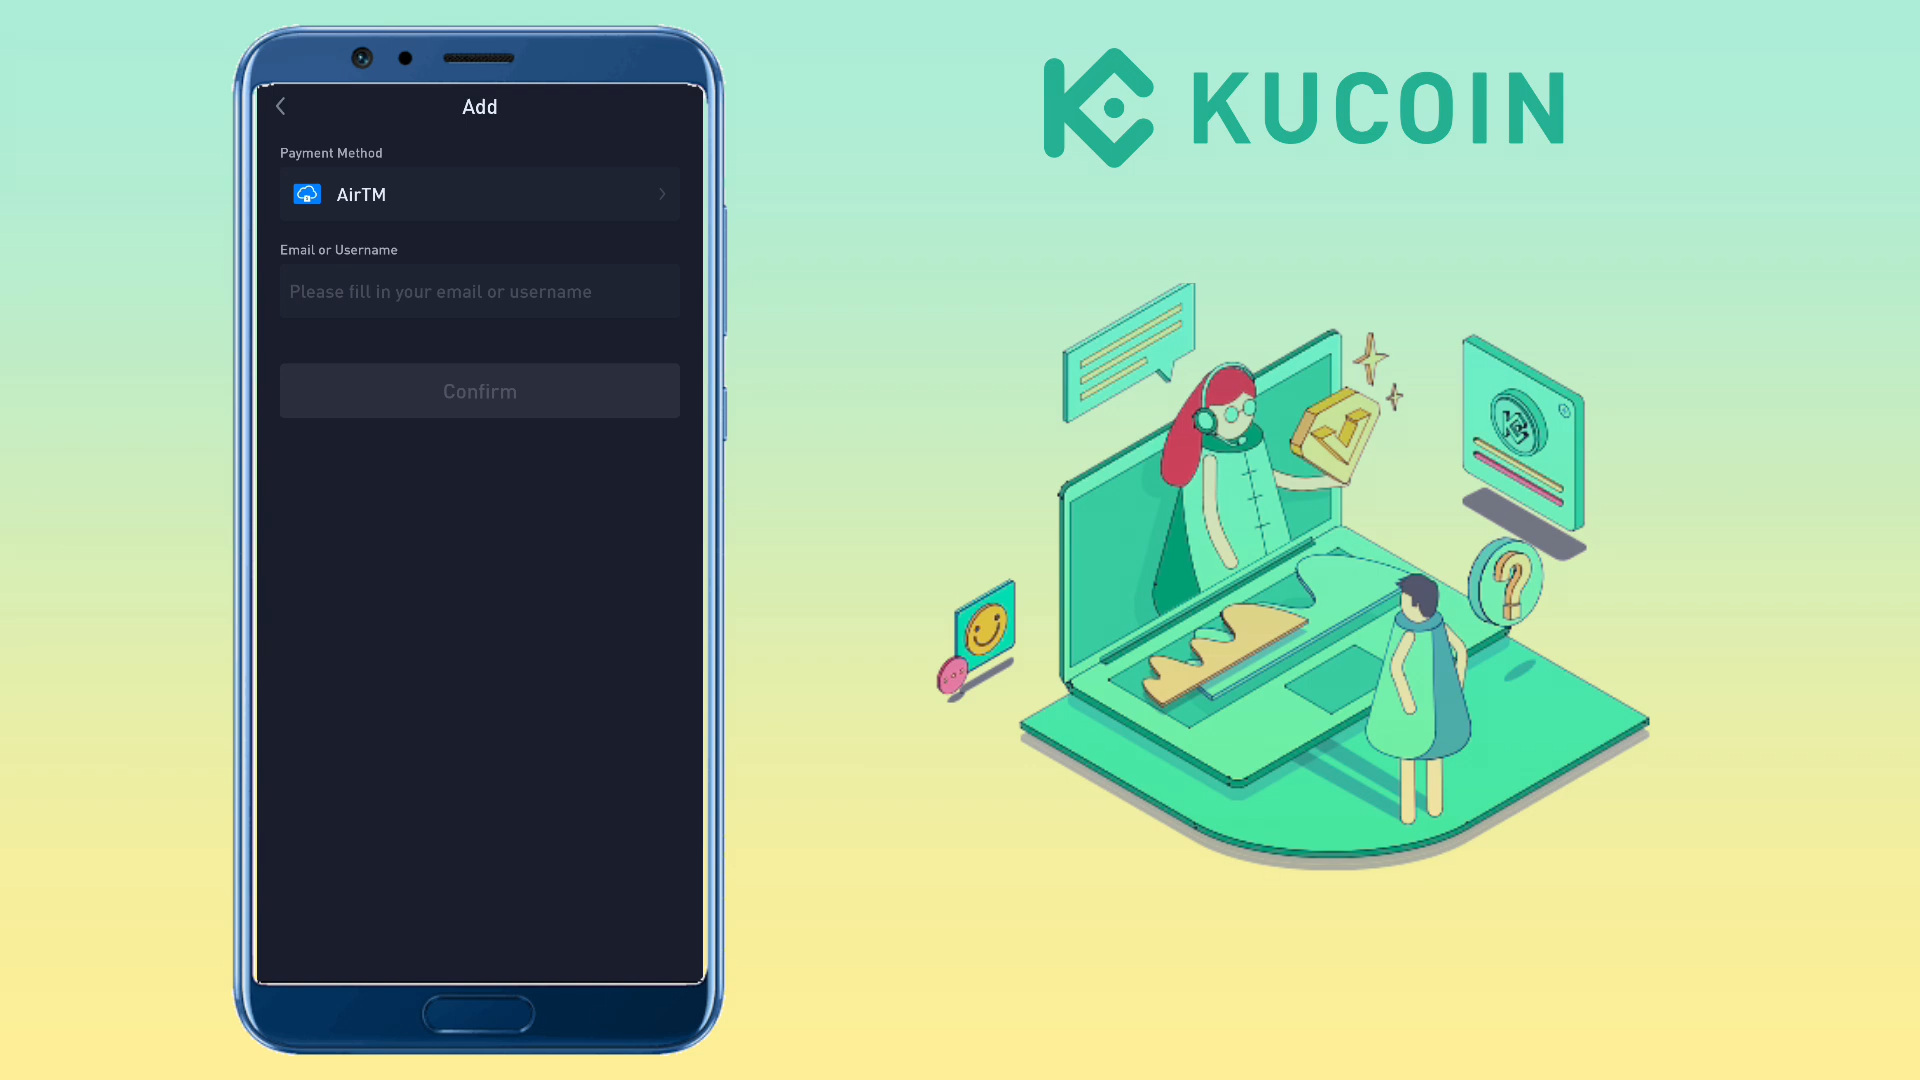 Add
Payment Method
AirTM
Email or Username
Please fill in your email or username
Confirm
KUCOIN